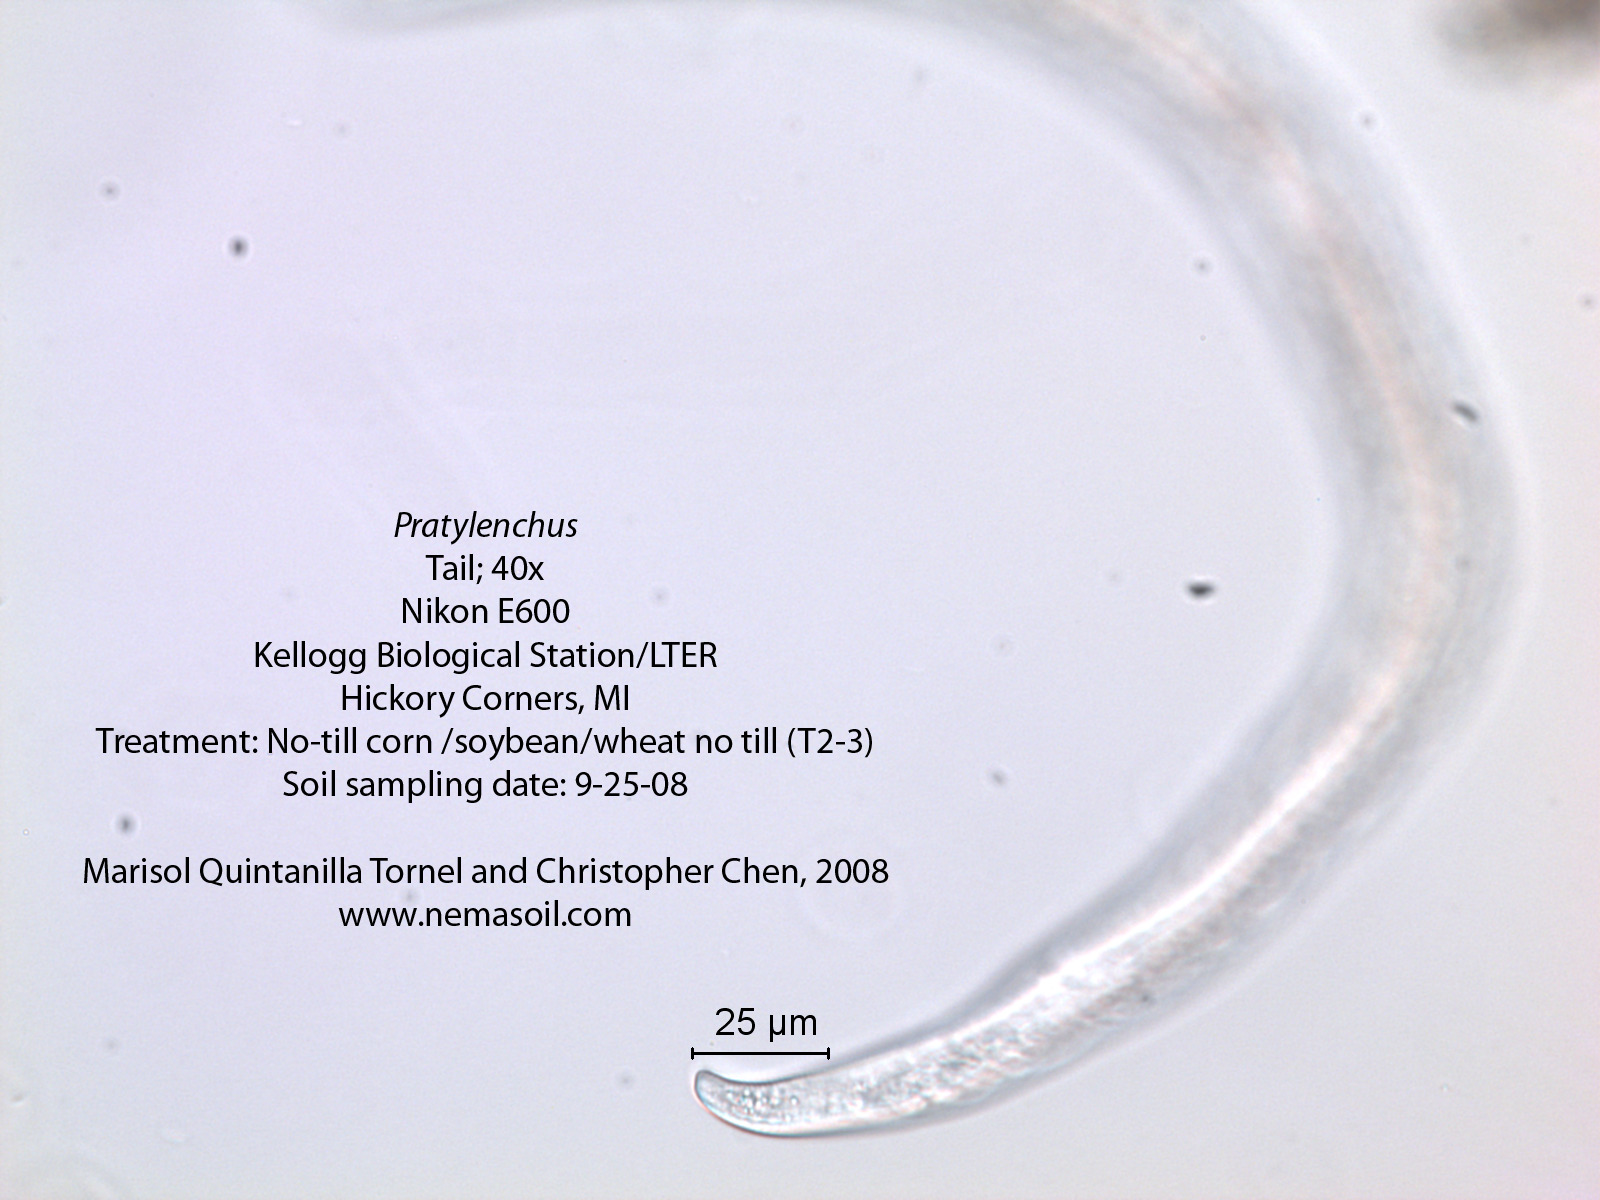 Pratylenchus
Tail; 40x
Nikon E600
Kellogg Biological Station/LTER
Hickory Corners, MI
Treatment: No-till corn /soybean/wheat no till (T2-3)
Soil sampling date: 9-25-08
Marisol Quintanilla Tornel and Christopher Chen, 2008
www.nemasoil.com
25 µm